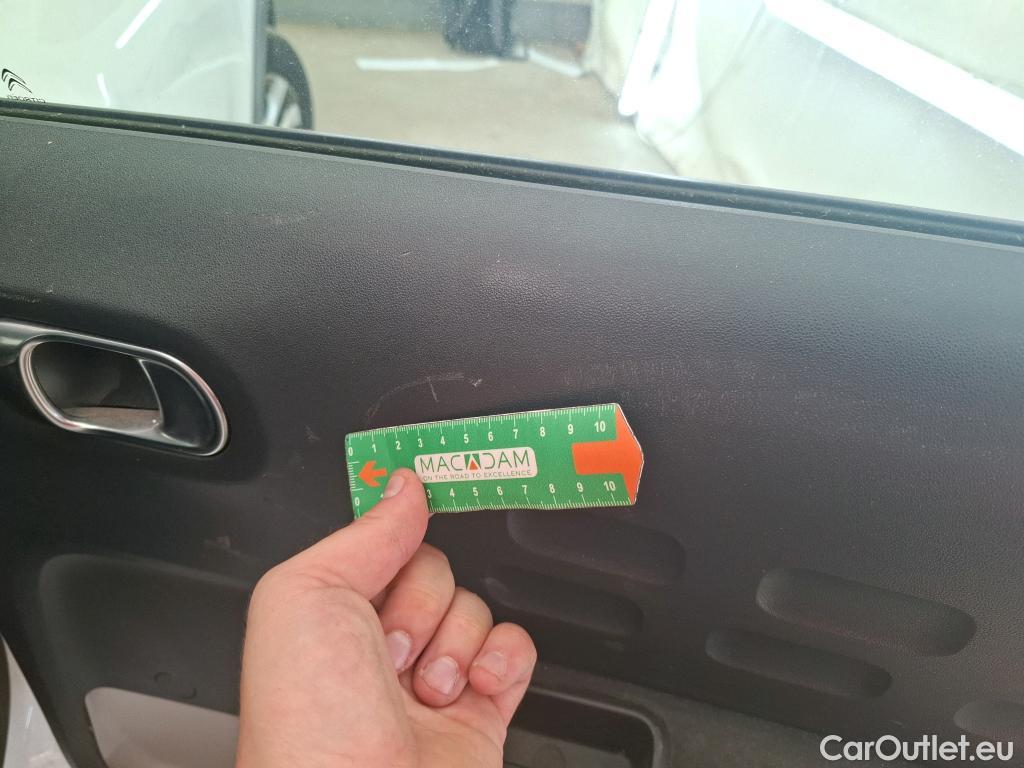 CITROËN
0 1 2 3 4 5 6 7 8 9 10
MACADAM
ON THE ROAD TO EXCELLENCE
0 3 4 5 6 7 8 9 10
CarOutlet.eu